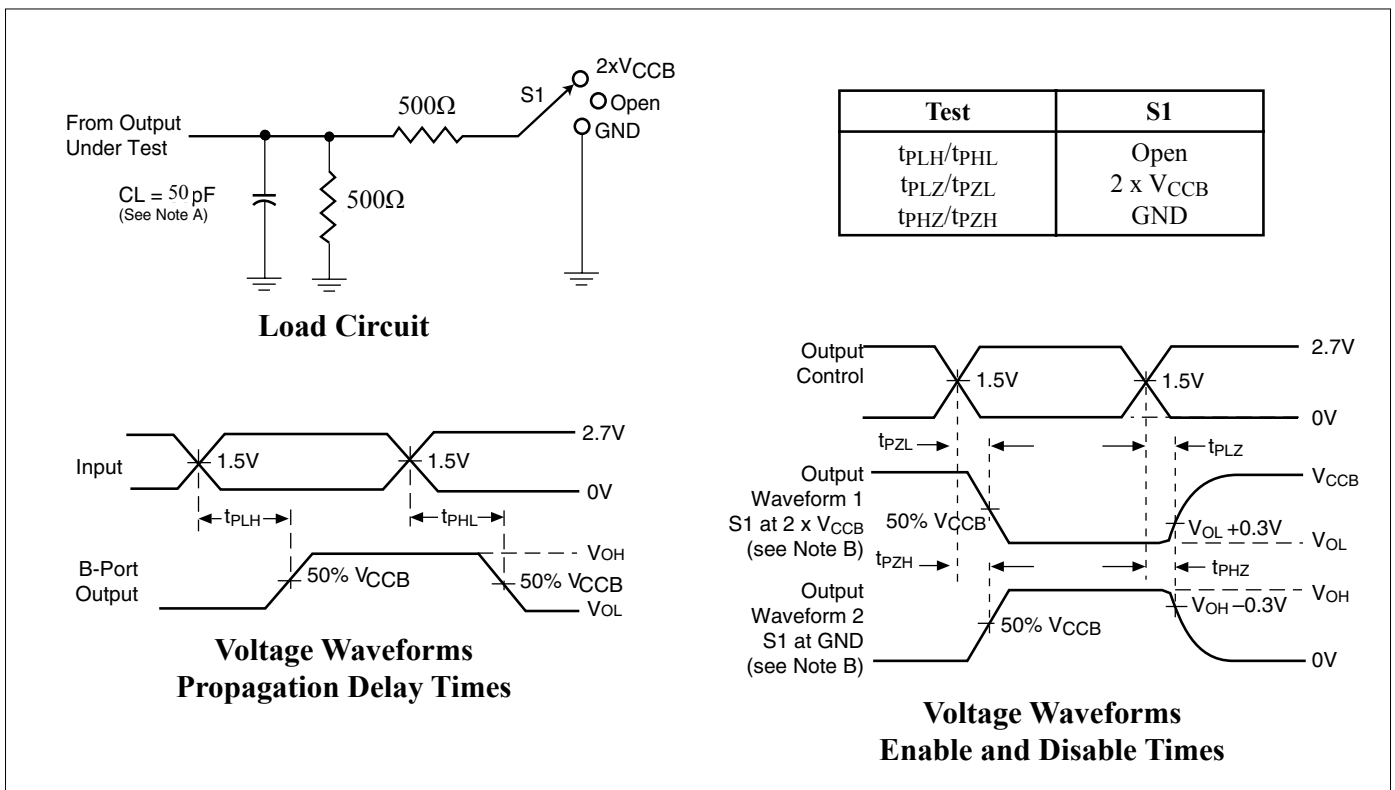 2xVCCB
S1
Open
GND
500Ω
From Output
Under Test
CL = 50 pF
(See Note A)
500Ω
Load Circuit
Test S1
tPLH/tPHL Open
tPLZ/tPZL 2 x VCCB
tPHZ/tPZH GND
Input
1.5V
1.5V
2.7V
0V
tPLH
tPHL
B-Port
Output
50% VCCB
50% VCCB
VOH
VOL
Voltage Waveforms
Propagation Delay Times
Output
Control
1.5V
1.5V
2.7V
0V
tPZL
tPLZ
Output
Waveform 1
S1 at 2 x VCCB
(see Note B)
50% VCCB
VCCB
VOL +0.3V
VOL
tPZH
tPHZ
Output
Waveform 2
S1 at GND
(see Note B)
50% VCCB
VOH
VOH –0.3V
0V
Voltage Waveforms
Enable and Disable Times